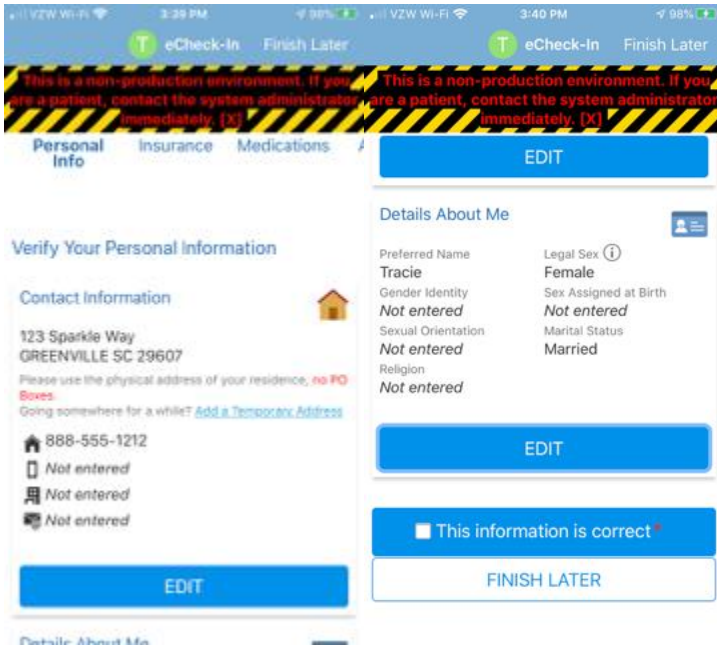 VZW Wi-Fi 3:39 PM 98%
T eCheck-In Finish Later
This is a non-production environment. If you
are a patient, contact the system administrator
immediately. [X]
Personal Info Insurance Medications
Verify Your Personal Information
Contact Information
123 Sparkle Way
GREENVILLE SC 29607
Please use the physical address of your residence, no PO
Boxes.
Going somewhere for a while? Add a Temporary Address
888-555-1212
Not entered
Not entered
Not entered
EDIT
Details About Me
VZW Wi-Fi 3:40 PM 98%
T eCheck-In Finish Later
This is a non-production environment. If you
are a patient, contact the system administrator
immediately. [X]
EDIT
Details About Me
Preferred Name Legal Sex
Tracie Female
Gender Identity Sex Assigned at Birth
Not entered Not entered
Sexual Orientation Marital Status
Not entered Married
Religion
Not entered
EDIT
This information is correct*
FINISH LATER